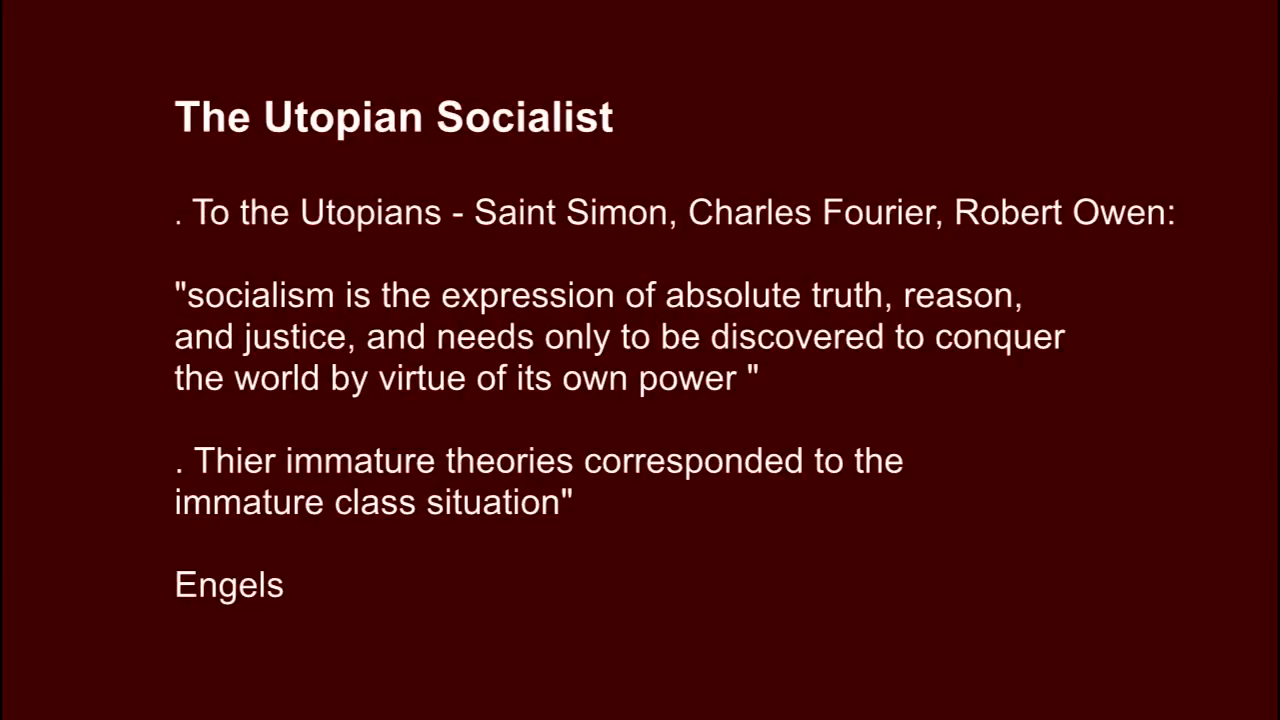 The Utopian Socialist
. To the Utopians - Saint Simon, Charles Fourier, Robert Owen:
"socialism is the expression of absolute truth, reason,
and justice, and needs only to be discovered to conquer
the world by virtue of its own power "
. Thier immature theories corresponded to the
immature class situation"
Engels